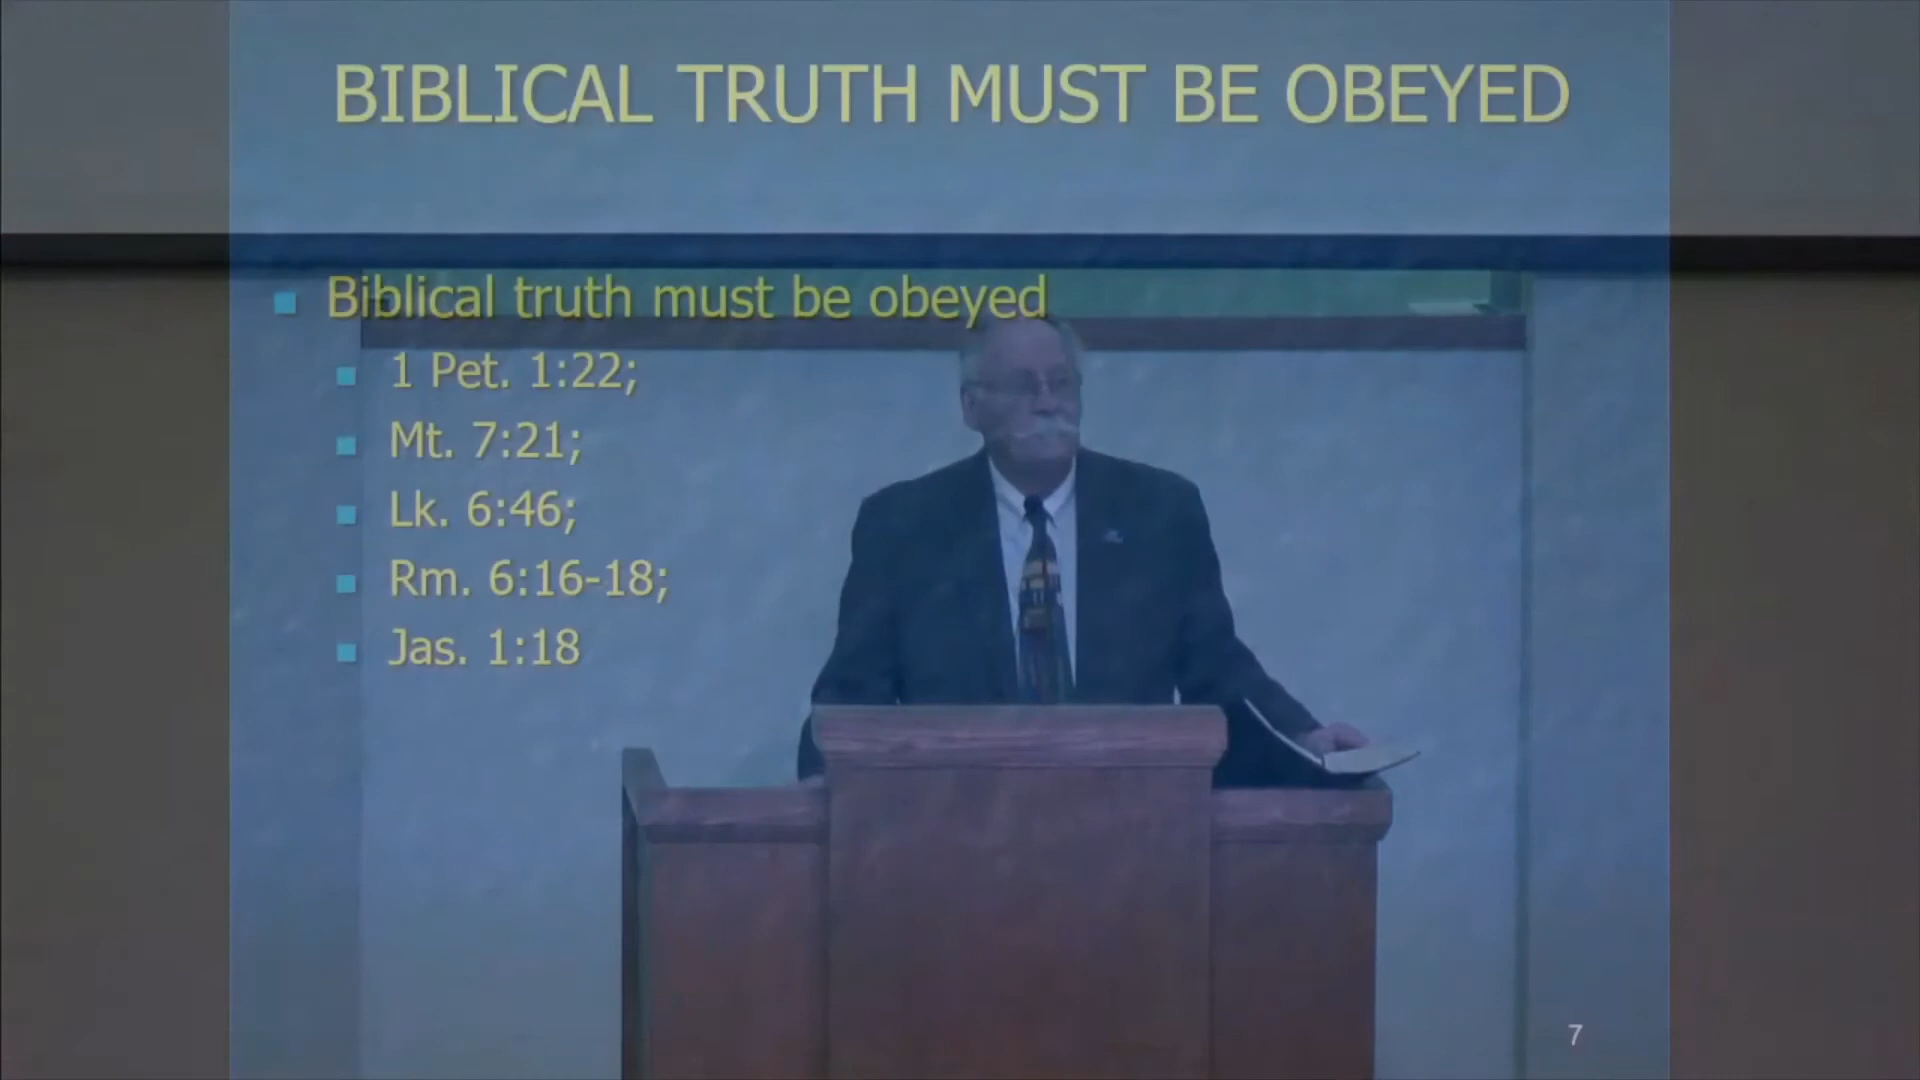 BIBLICAL TRUTH MUST BE OBEYED
Biblical truth must be obeyed
1 Pet. 1:22;
Mt. 7:21;
Lk. 6:46;
Rm. 6:16-18;
Jas. 1:18
7